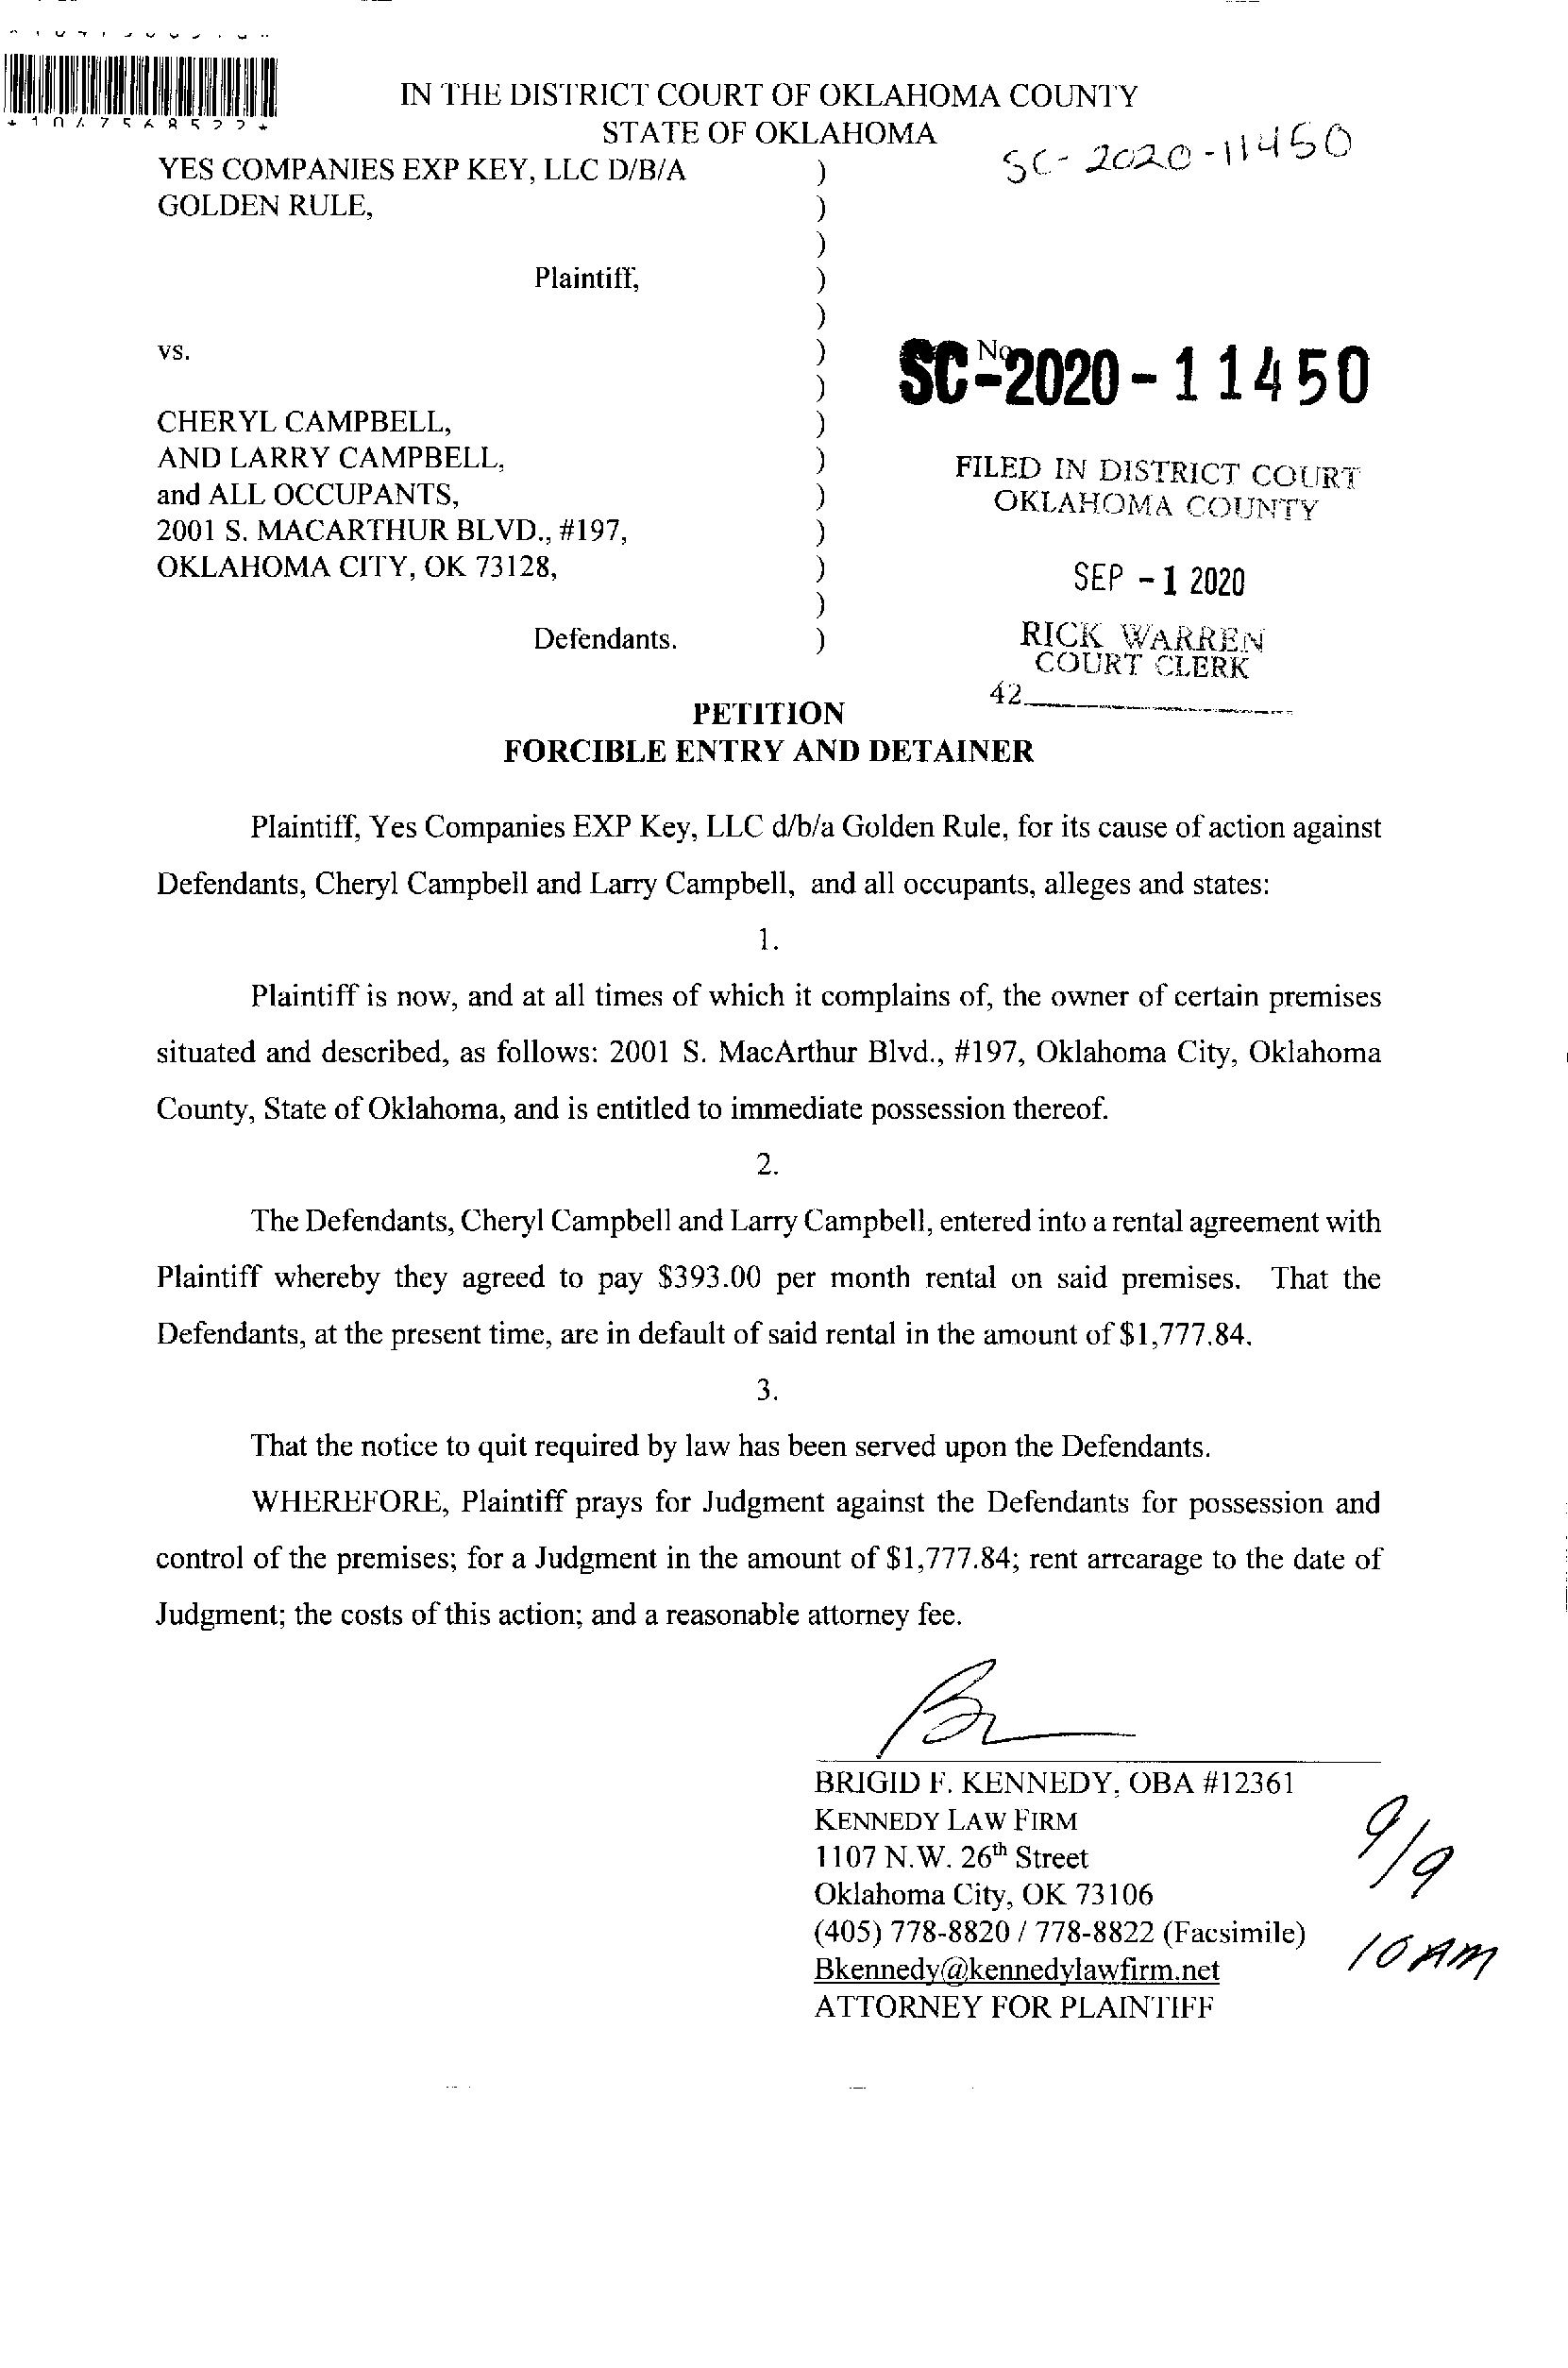 *1047568522*
IN THE DISTRICT COURT OF OKLAHOMA COUNTY
STATE OF OKLAHOMA
SC-2020-11450
YES COMPANIES EXP KEY, LLC D/B/A )
GOLDEN RULE, )
)
Plaintiff, )
)
vs. )
No.
SC-2020-11450
)
CHERYL CAMPBELL, )
AND LARRY CAMPBELL, )
and ALL OCCUPANTS, )
2001 S. MACARTHUR BLVD., #197, )
OKLAHOMA CITY, OK 73128, )
)
Defendants. )
FILED IN DISTRICT COURT
OKLAHOMA COUNTY
SEP -1 2020
RICK WARREN
COURT CLERK
42
PETITION
FORCIBLE ENTRY AND DETAINER
Plaintiff, Yes Companies EXP Key, LLC d/b/a Golden Rule, for its cause of action against
Defendants, Cheryl Campbell and Larry Campbell, and all occupants, alleges and states:
1.
Plaintiff is now, and at all times of which it complains of, the owner of certain premises
situated and described, as follows: 2001 S. MacArthur Blvd., #197, Oklahoma City, Oklahoma
County, State of Oklahoma, and is entitled to immediate possession thereof.
2.
The Defendants, Cheryl Campbell and Larry Campbell, entered into a rental agreement with
Plaintiff whereby they agreed to pay $393.00 per month rental on said premises. That the
Defendants, at the present time, are in default of said rental in the amount of $1,777.84.
3.
That the notice to quit required by law has been served upon the Defendants.
WHEREFORE, Plaintiff prays for Judgment against the Defendants for possession and
control of the premises; for a Judgment in the amount of $1,777.84; rent arrearage to the date of
Judgment; the costs of this action; and a reasonable attorney fee.
BRIGID F. KENNEDY, OBA #12361
KENNEDY LAW FIRM
1107 N.W. 26th Street
Oklahoma City, OK 73106
(405) 778-8820 / 778-8822 (Facsimile)
Bkennedy@kennedylawfirm.net
ATTORNEY FOR PLAINTIFF
9/9
10 AM